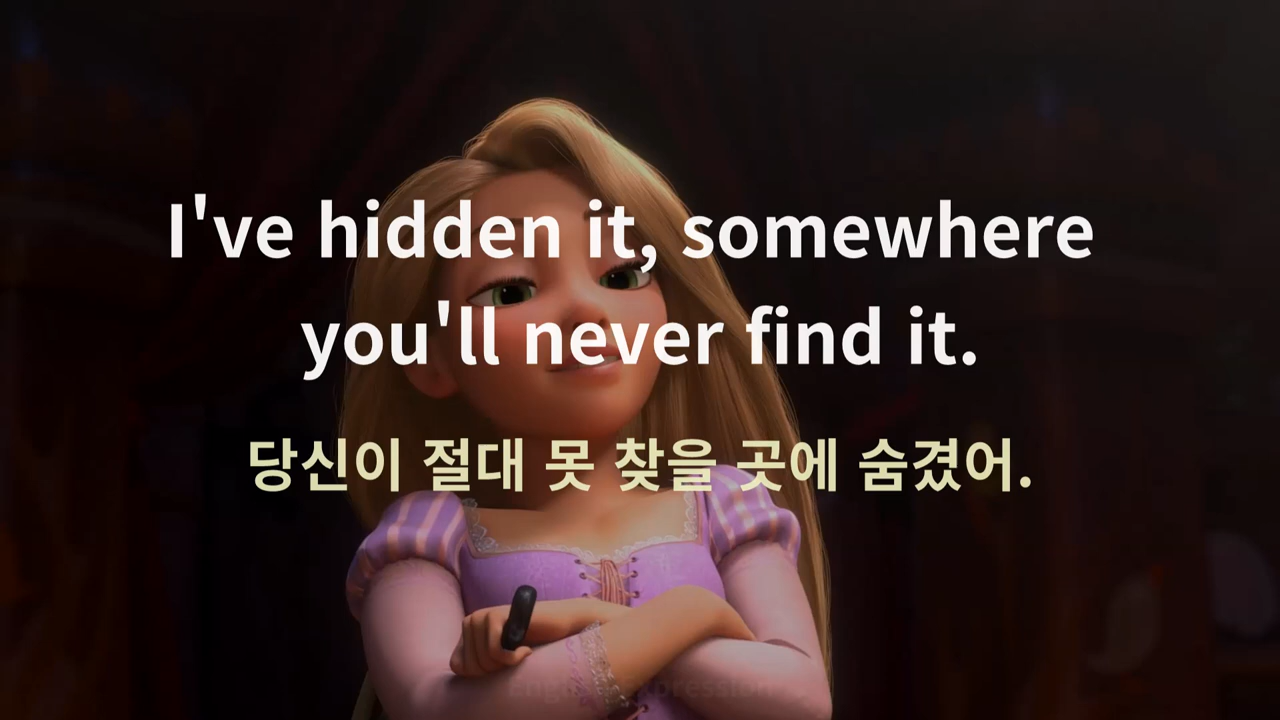 I've hidden it, somewhere
you'll never find it.
당신이 절대 못 찾을 곳에 숨겼어.